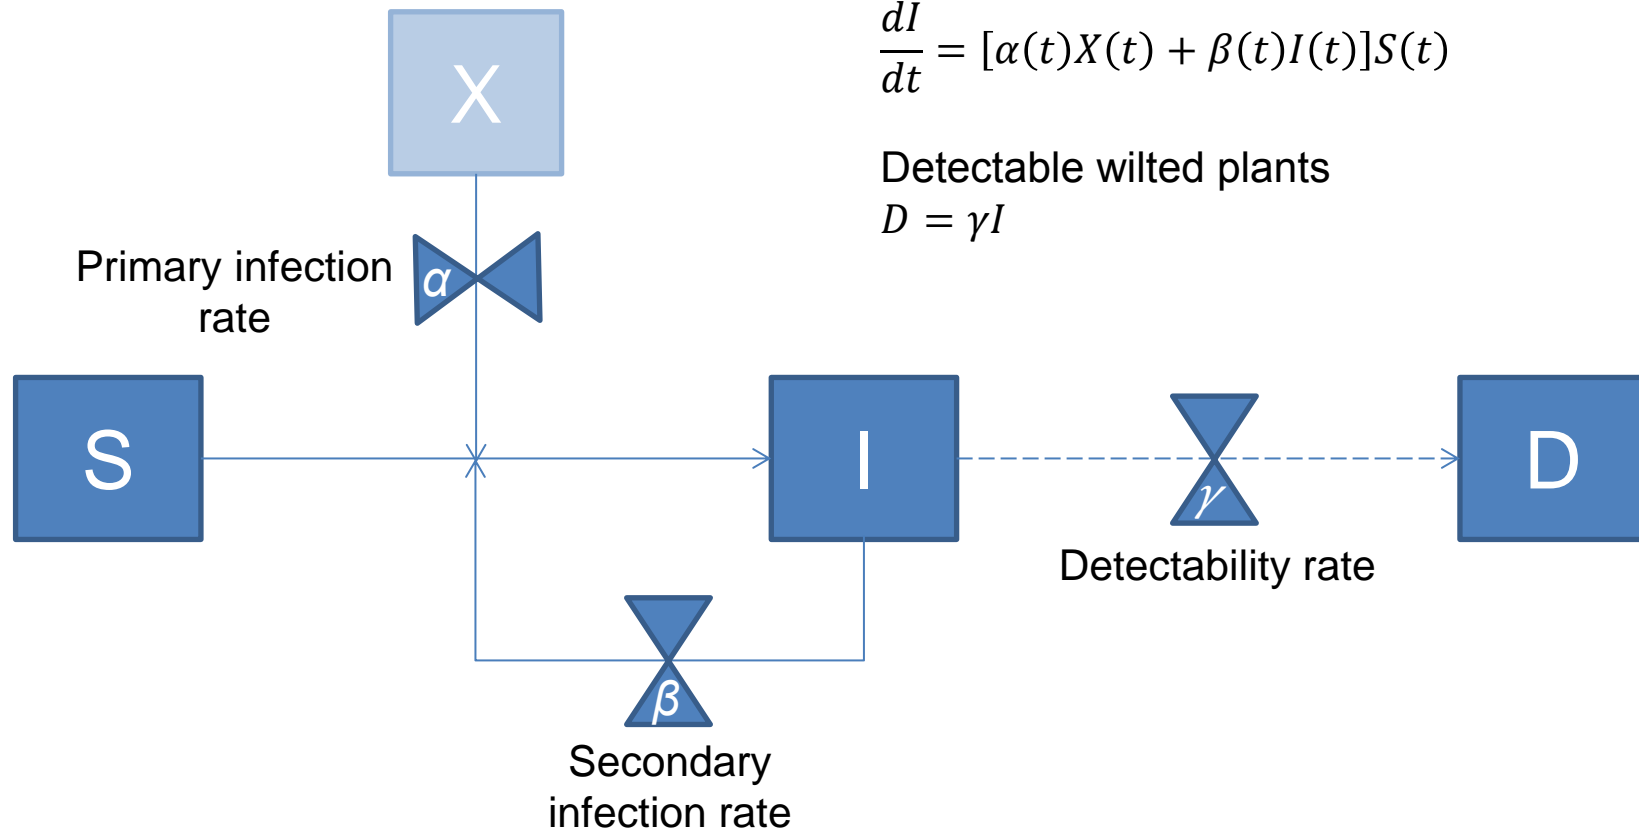 X
dI/dt = [α(t)X(t) + β(t)I(t)]S(t)
Detectable wilted plants
D = γI
Primary infection
rate
α
S
I
γ
D
Detectability rate
β
Secondary
infection rate